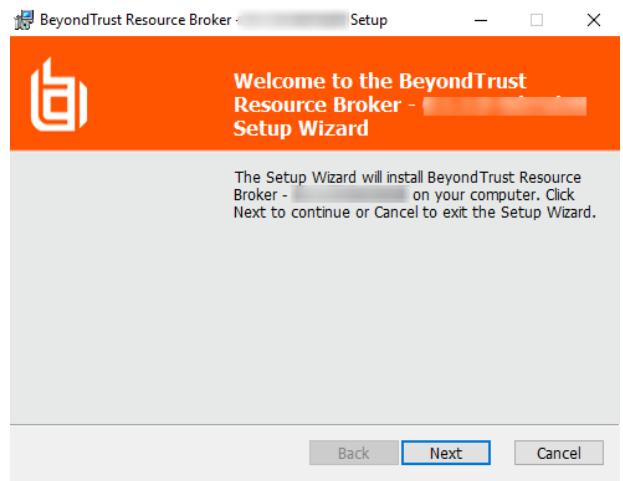 BeyondTrust Resource Broker - Setup
Welcome to the BeyondTrust
Resource Broker -
Setup Wizard
The Setup Wizard will install BeyondTrust Resource
Broker - on your computer. Click
Next to continue or Cancel to exit the Setup Wizard.
Back Next Cancel